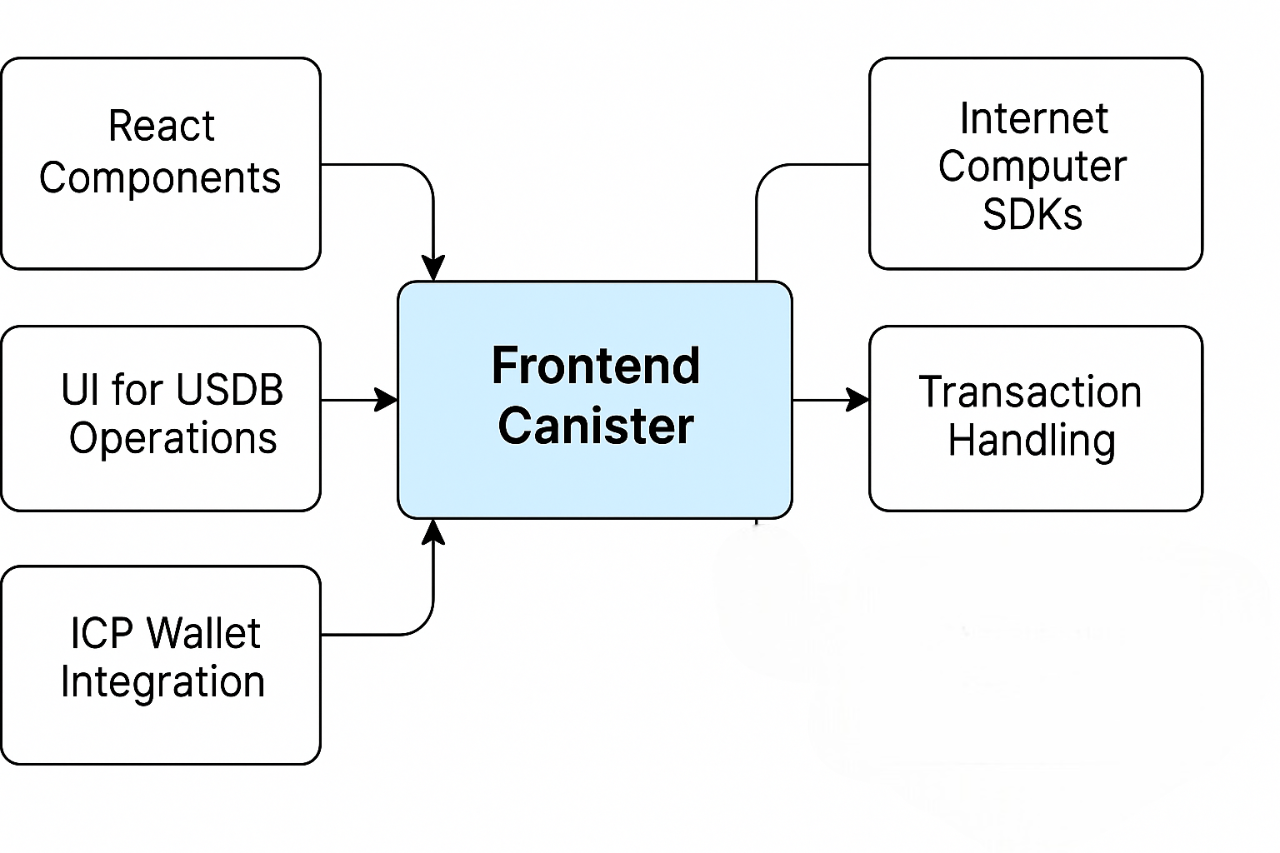 React
Components
UI for USDB
Operations
ICP Wallet
Integration
Frontend
Canister
Internet
Computer
SDKs
Transaction
Handling